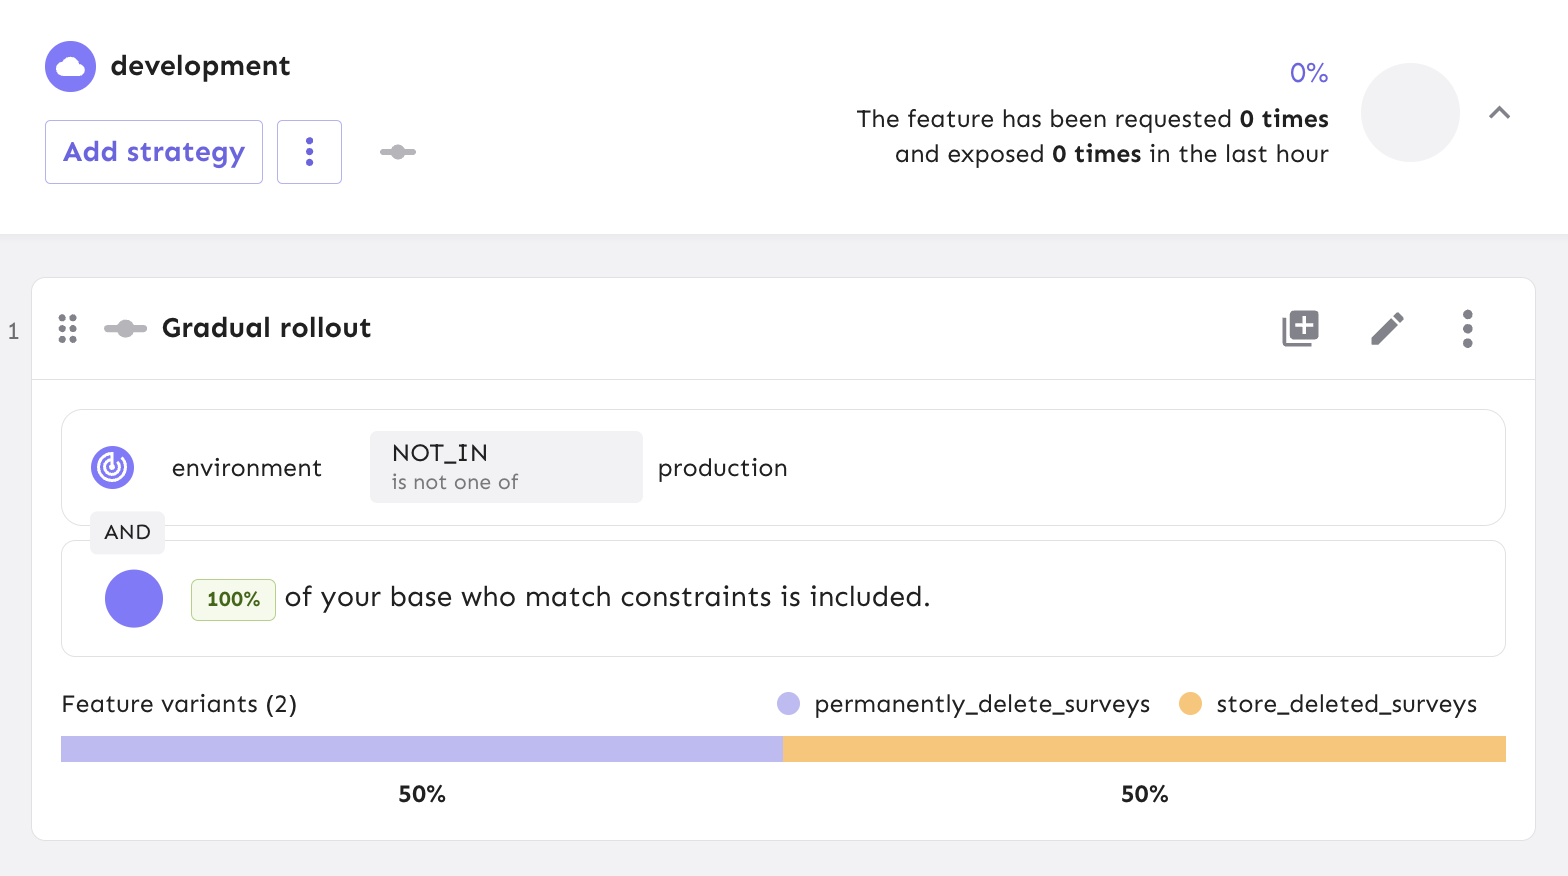 development
Add strategy
0%
The feature has been requested 0 times
and exposed 0 times in the last hour
1
Gradual rollout
environment
NOT_IN
is not one of
production
AND
100% of your base who match constraints is included.
Feature variants (2)
permanently_delete_surveys
store_deleted_surveys
50%
50%